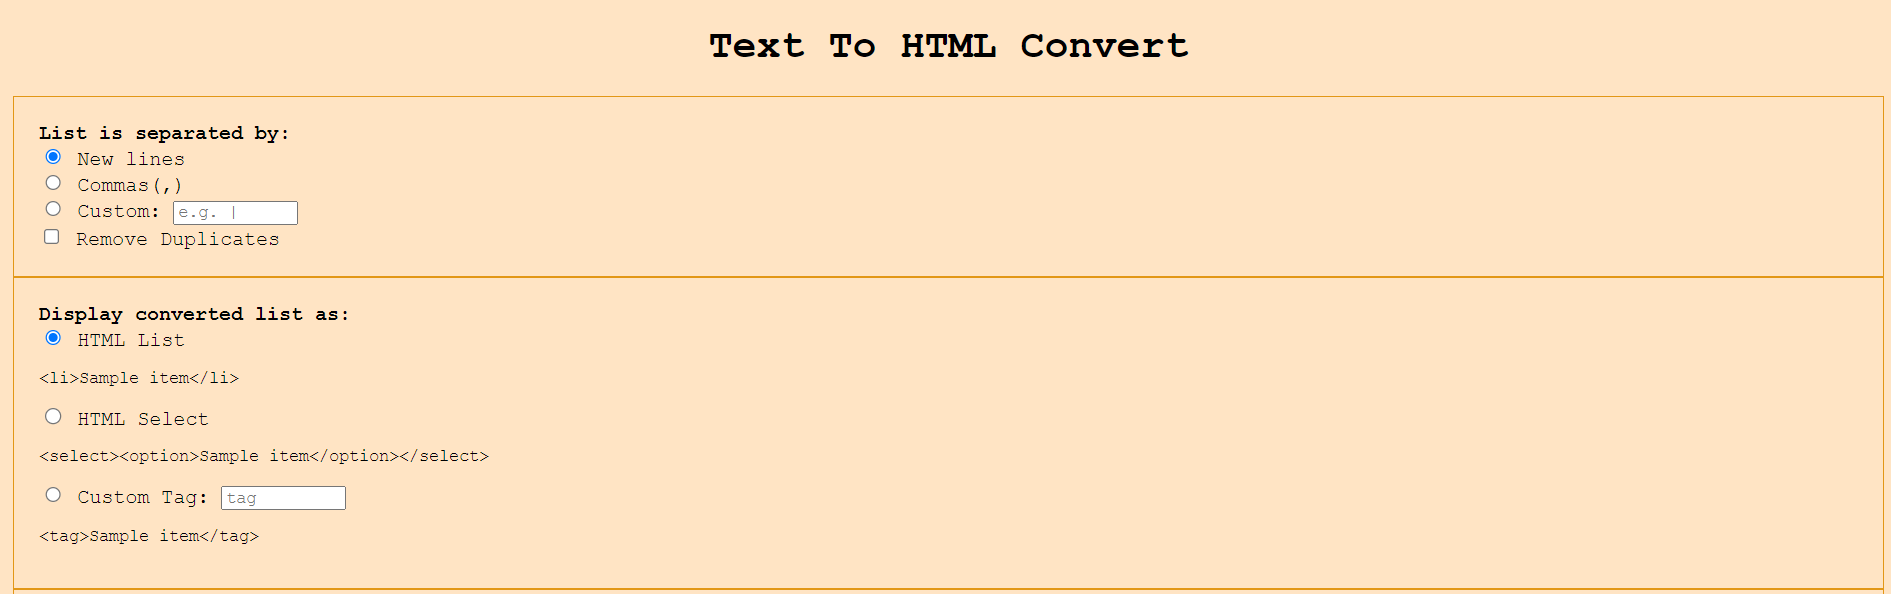 Text To HTML Convert
List is separated by:
New lines
Commas(,)
Custom: e.g. |
Remove Duplicates
Display converted list as:
HTML List
<li>Sample item</li>
HTML Select
<select><option>Sample item</option></select>
Custom Tag: tag
<tag>Sample item</tag>